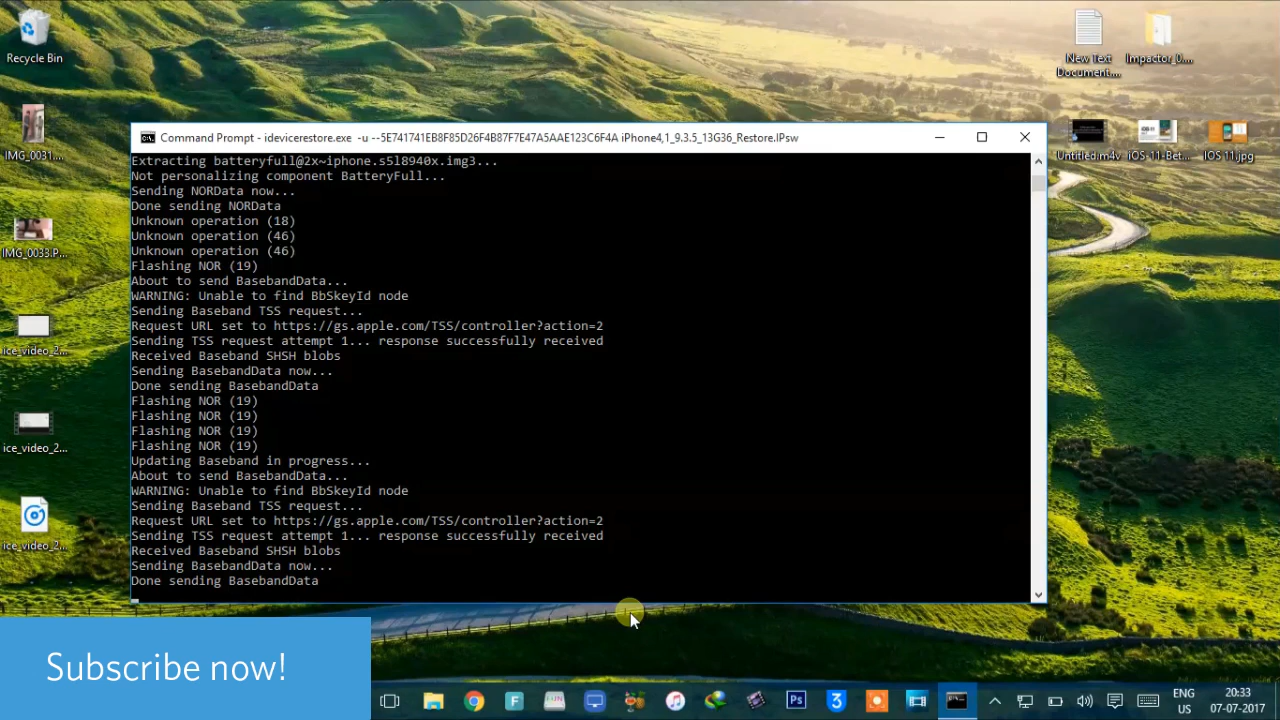 Recycle Bin
IMG_0031....
IMG_0033.P...
ice_video_2...
ice_video_2...
ice_video_2...
New Text
Document....
Impactor_0....
Untitled.m4v
iOS-11-Bet...
IOS 11.jpg
Command Prompt - idevicerestore.exe -u --5E741741EB8F85D26F4B87F7E47A5AAE123C6F4A iPhone4,1_9.3.5_13G36_Restore.IPsw
Extracting batteryfull@2x~iphone.s5l8940x.img3...
Not personalizing component BatteryFull...
Sending NORData now...
Done sending NORData
Unknown operation (18)
Unknown operation (46)
Unknown operation (46)
Flashing NOR (19)
About to send BasebandData...
WARNING: Unable to find BbSkeyId node
Sending Baseband TSS request...
Request URL set to https://gs.apple.com/TSS/controller?action=2
Sending TSS request attempt 1... response successfully received
Received Baseband SHSH blobs
Sending BasebandData now...
Done sending BasebandData
Flashing NOR (19)
Flashing NOR (19)
Flashing NOR (19)
Flashing NOR (19)
Updating Baseband in progress...
About to send BasebandData...
WARNING: Unable to find BbSkeyId node
Sending Baseband TSS request...
Request URL set to https://gs.apple.com/TSS/controller?action=2
Sending TSS request attempt 1... response successfully received
Received Baseband SHSH blobs
Sending BasebandData now...
Done sending BasebandData
Subscribe now!
Ps
ENG
US
20:33
07-07-2017